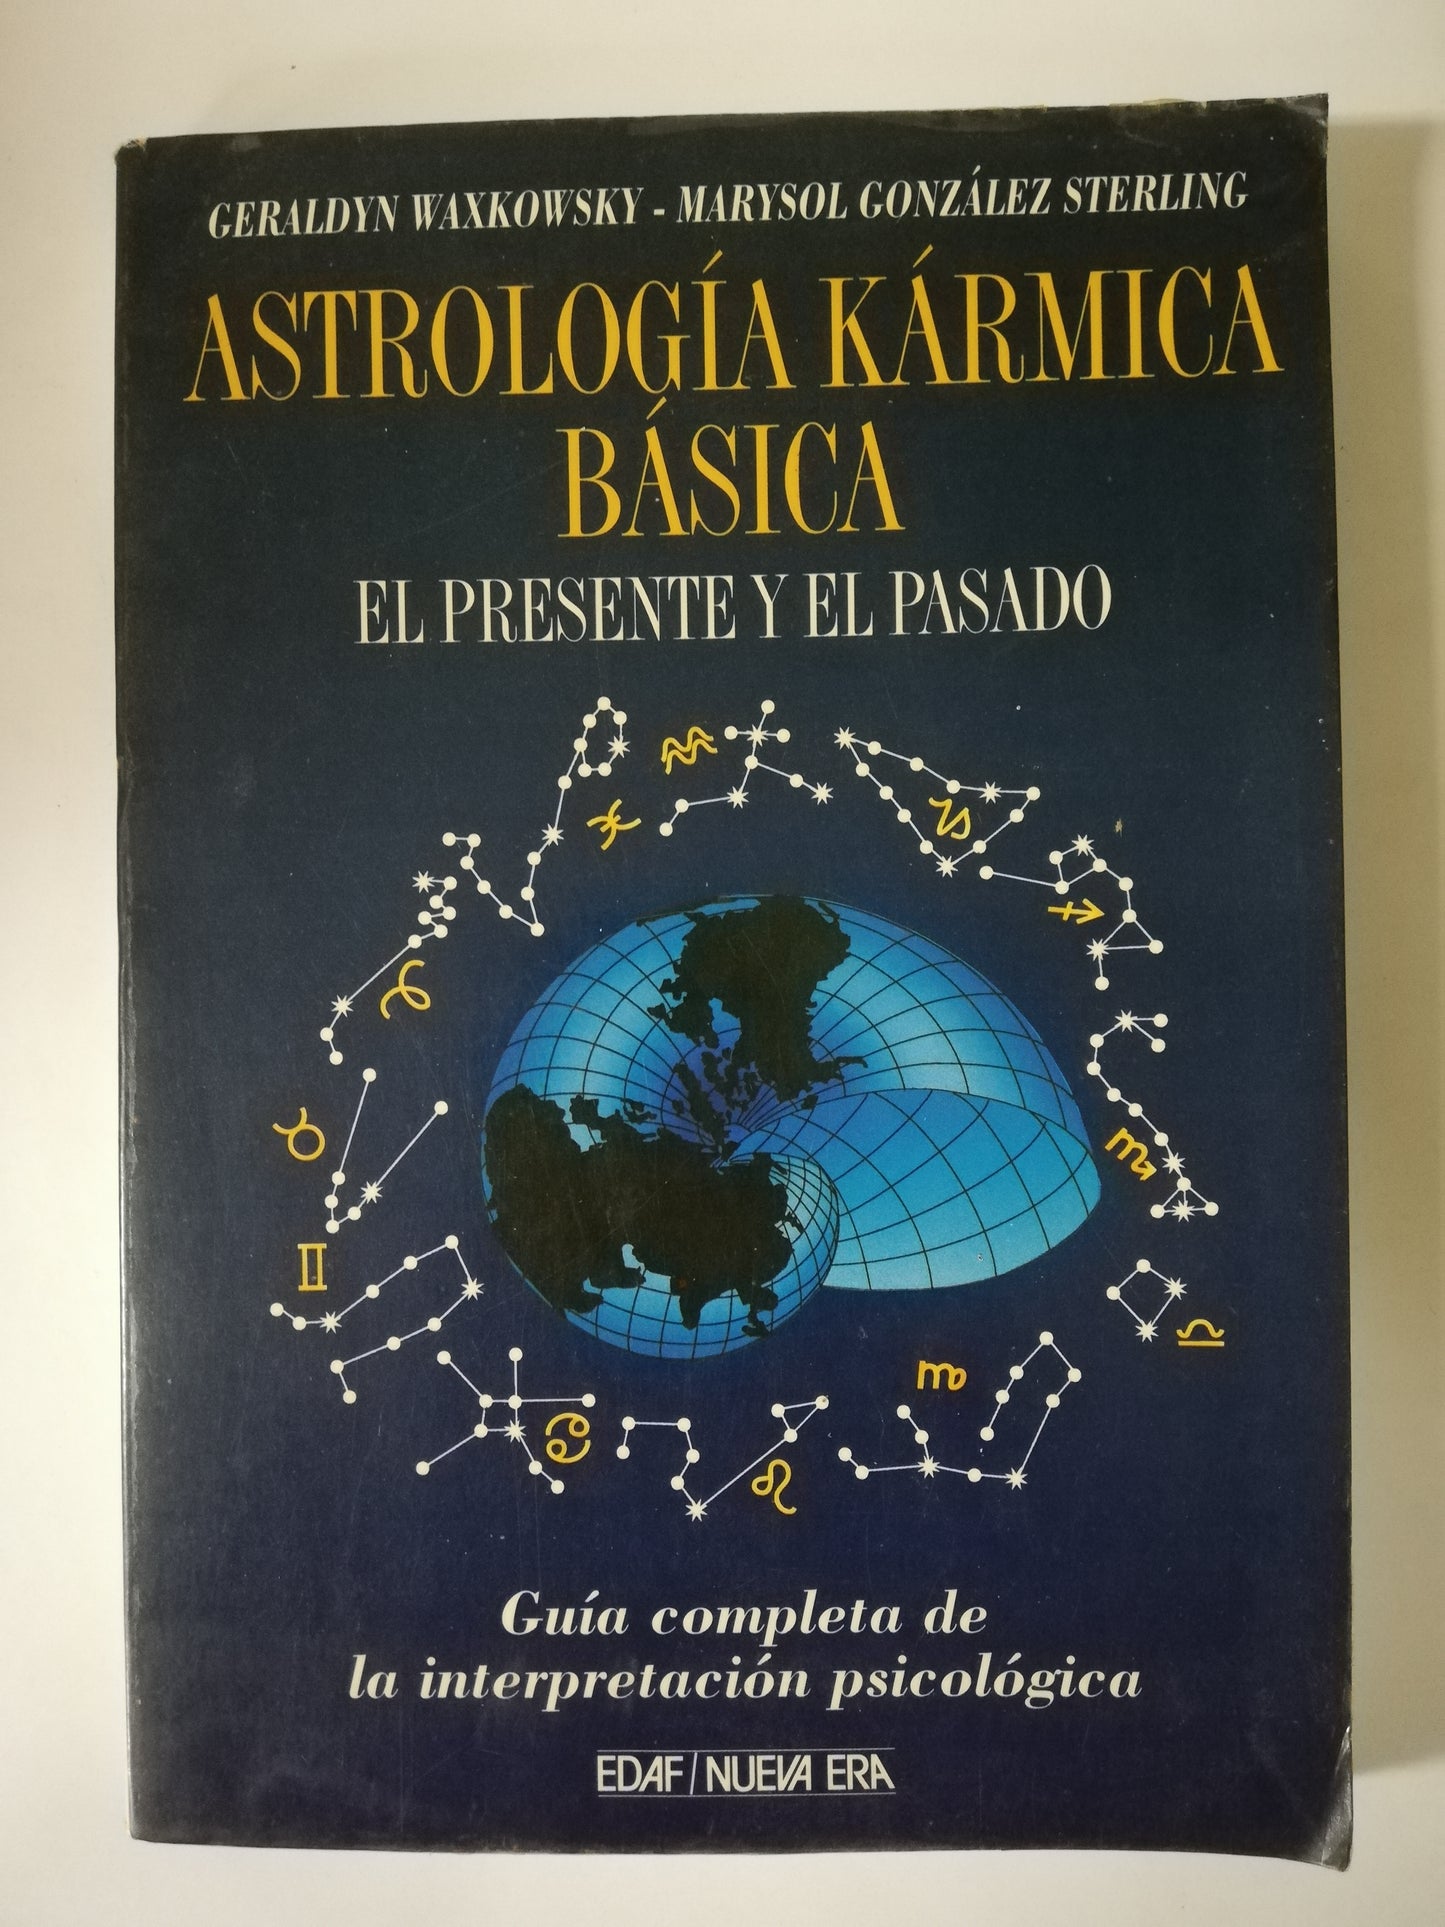 GERALDYN WAXKOWSKY - MARYSOL GONZÁLEZ STERLING
ASTROLOGÍA KÁRMICA
BÁSICA
EL PRESENTE Y EL PASADO
Guía completa de
la interpretación psicológica
EDAF/NUEVA ERA